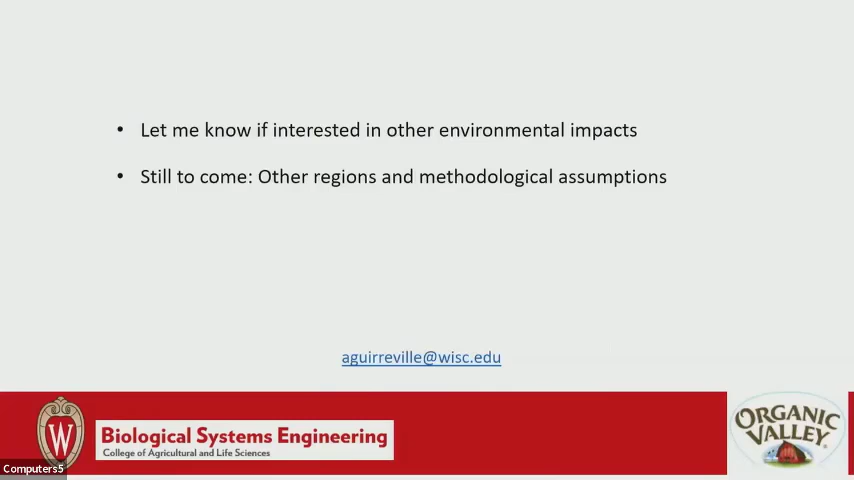 • Let me know if interested in other environmental impacts
• Still to come: Other regions and methodological assumptions
aguirreville@wisc.edu
W
Biological Systems Engineering
College of Agricultural and Life Sciences
ORGANIC
VALLEY
Computers5